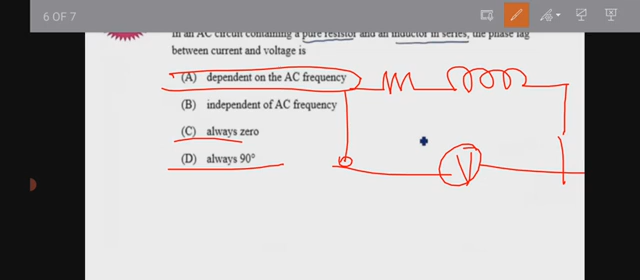 6 OF 7
In an AC circuit containing a pure resistor and an inductor in series, the phase lag
between current and voltage is
(A) dependent on the AC frequency
(B) independent of AC frequency
(C) always zero
(D) always 90°
V